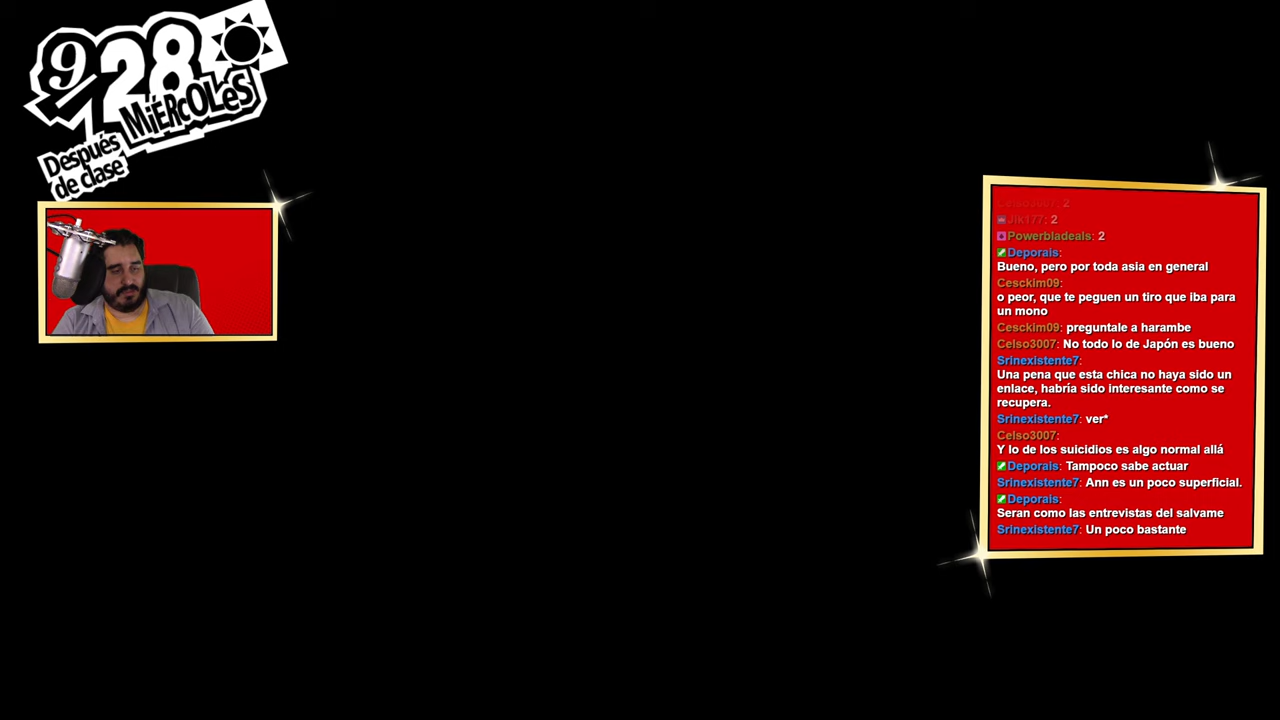 9/28
MiÉRcOLeS
Después
de clase
Celso3007: 2
Jik177: 2
Powerbladeals: 2
Deporais:
Bueno, pero por toda asia en general
Cesckim09:
o peor, que te peguen un tiro que iba para
un mono
Cesckim09: preguntale a harambe
Celso3007: No todo lo de Japón es bueno
Srinexistente7:
Una pena que esta chica no haya sido un
enlace, habría sido interesante como se
recupera.
Srinexistente7: ver*
Celso3007:
Y lo de los suicidios es algo normal allá
Deporais: Tampoco sabe actuar
Srinexistente7: Ann es un poco superficial.
Deporais:
Seran como las entrevistas del salvame
Srinexistente7: Un poco bastante